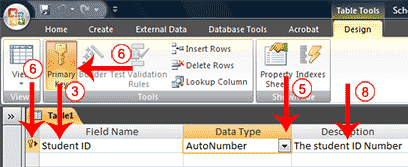 Table Tools
Sch
Home Create External Data Database Tools Acrobat Design
View
Primary Key
Builder
Test Validation Rules
Insert Rows
Delete Rows
Lookup Column
Property Sheet
Indexes
Views
Tools
6
6
3
5
8
Table1
Field Name Data Type Description
Student ID AutoNumber The student ID Number